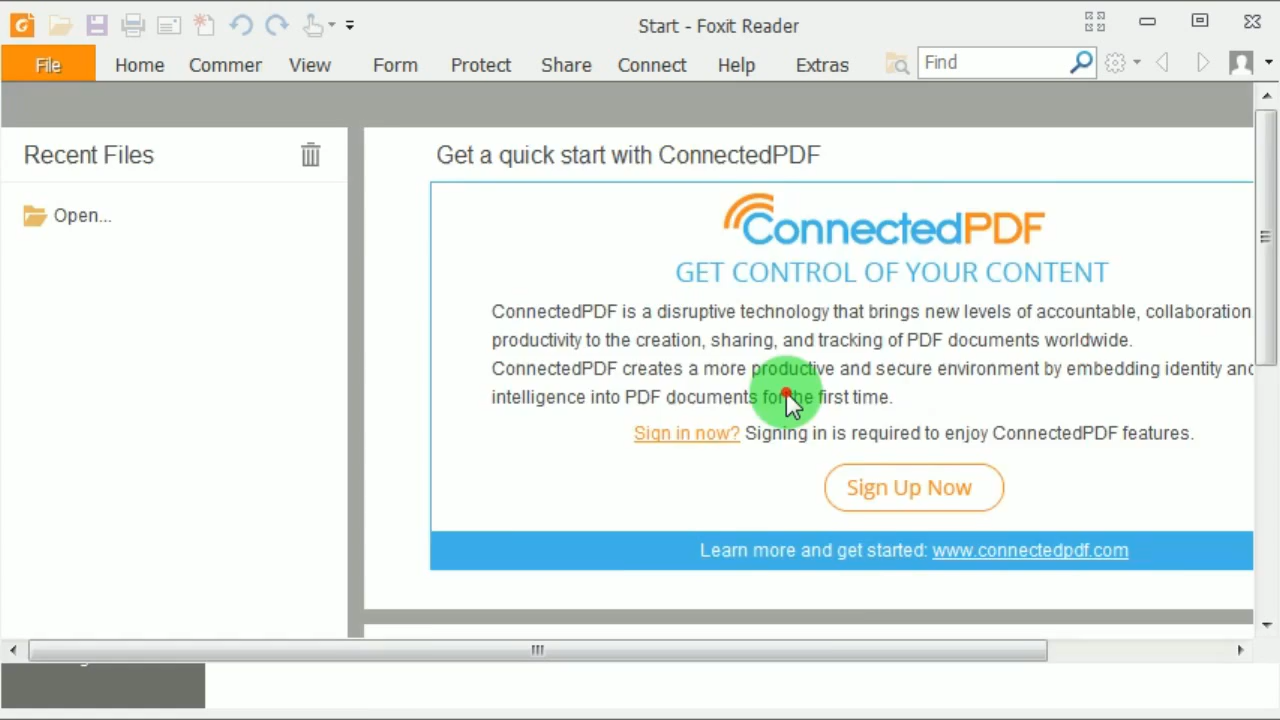 Start - Foxit Reader
File Home Commer View Form Protect Share Connect Help Extras Find
Recent Files
Open...
Get a quick start with ConnectedPDF
ConnectedPDF
GET CONTROL OF YOUR CONTENT
ConnectedPDF is a disruptive technology that brings new levels of accountable, collaboration
productivity to the creation, sharing, and tracking of PDF documents worldwide.
ConnectedPDF creates a more productive and secure environment by embedding identity and
intelligence into PDF documents for the first time.
Sign in now? Signing in is required to enjoy ConnectedPDF features.
Sign Up Now
Learn more and get started: www.connectedpdf.com